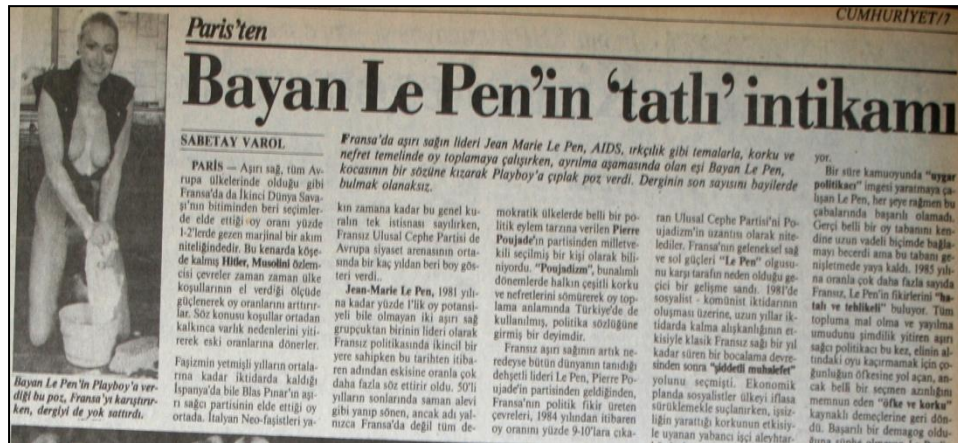 CUMHURİYET/7
Paris'ten
Bayan Le Pen'in 'tatlı' intikamı
SABETAY VAROL
Fransa'da aşırı sağın lideri Jean Marie Le Pen, AIDS, ırkçılık gibi temalarla, korku ve
nefret temelinde oy toplamaya çalışırken, ayrılma aşamasında olan eşi Bayan Le Pen,
kocasının bir sözüne kızarak Playboy'a çıplak poz verdi. Derginin son sayısını bayilerde
bulmak olanaksız.
PARİS — Aşırı sağ, tüm Av-
rupa ülkelerinde olduğu gibi
Fransa'da da İkinci Dünya Sava-
şı'nın bitiminden beri seçimler-
de elde ettiği oy oranı yüzde
1-2'lerde gezen marjinal bir akım
niteliğindedir. Bu kenarda köşe-
de kalmış Hitler, Musolini özlem-
cisi çevreler zaman zaman ülke
koşullarının el verdiği ölçüde
güçlenerek oy oranlarını arttırır-
lar. Söz konusu koşullar ortadan
kalkınca varlık nedenlerini yiti-
rerek eski oranlarına dönerler.
Faşizmin yetmişli yılların ortala-
rına kadar iktidarda kaldığı
İspanya'da bile Blas Pınar'ın aşı-
rı sağcı partisinin elde ettiği oy
ortada. İtalyan Neo-faşistleri ya-
kın zamana kadar bu genel ku-
ralın tek istisnası sayılırken,
Fransız Ulusal Cephe Partisi de
Avrupa siyaset arenasının orta-
sında bir kaç yıldan beri boy gös-
teri verdi..
Jean-Marie Le Pen, 1981 yılı-
na kadar yüzde 1'lik oy potansi-
yeli bile olmayan iki aşırı sağ
grupçuktan birinin lideri olarak
Fransız politikasında ikincil bir
yere sahipken bu tarihten itiba-
ren adından eskisine oranla çok
daha fazla söz ettirir oldu. 50'li
yılların sonlarında saman alevi
gibi yanıp sönen, ancak adı yal-
nızca Fransa'da değil tüm de-
mokratik ülkelerde belli bir po-
litik eylem tarzına verilen Pierre
Poujade'ın partisinden milletve-
kili seçilmiş bir kişi olarak bili-
niyordu. "Poujadizm", bunalımlı
dönemlerde halkın çeşitli korku
ve nefretlerini sömürerek oy top-
lama anlamında Türkiye'de de
kullanılmış, politika sözlüğüne
girmiş bir deyimdir.
Fransız aşırı sağının artık ne-
redeyse bütün dünyanın tanıdığı
dehşetli lideri Le Pen, Pierre Po-
ujade'ın partisinden geldiğinden,
Fransa'nın politik fikir üreten
çevreleri, 1984 yılından itibaren
oy oranını yüzde 9-10'lara çıka-
ran Ulusal Cephe Partisi'ni Po-
ujadizm'in uzantısı olarak nite-
lediler. Fransa'nın geleneksel sağ
ve sol güçleri "Le Pen" olgusu-
nu karşı tarafın neden olduğu ge-
çici bir gelişme sandı. 1981'de
sosyalist - komünist iktidarının
oluşması üzerine, uzun yıllar ik-
tidarda kalma alışkanlığının et-
kisiyle klasik Fransız sağı bir yıl
kadar süren bir bocalama devre-
sinden sonra "şiddetli muhalefet"
yolunu seçmişti. Ekonomik
planda sosyalistler ülkeyi iflasa
sürüklemekle suçlanırken, işsiz-
liğin yarattığı korkunun etkisiy-
le uyanan yabancı işçi aleyhtar-
yor.
Bir süre kamuoyunda "uygar
politikacı" imgesi yaratmaya ça-
lışan Le Pen, her şeye rağmen bu
çabalarında başarılı olamadı.
Gerçi belli bir oy tabanını ken-
dine uzun vadeli biçimde bağla-
mayı becerdi ama bu tabanı ge-
nişletmede yaya kaldı. 1985 yılı-
na oranla çok daha fazla sayıda
Fransız, Le Pen'in fikirlerini "ha-
talı ve tehlikeli" buluyor. Tüm
topluma mal olma ve yayılma
umudunu şimdilik yitiren aşırı
sağcı politikacı bu kez, elinin al-
tındaki oyu kaçırmamak için ço-
ğunluğun öfkesine yol açan, an-
cak belli bir seçmen azınlığını
memnun eden "öfke ve korku"
kaynaklı demeçlerine geri dön-
dü. Başarılı bir demagog oldu-
Bayan Le Pen'in Playboy'a ver-
diği bu poz, Fransa'yı karıştırır-
ken, dergiyi de yok sattırdı.